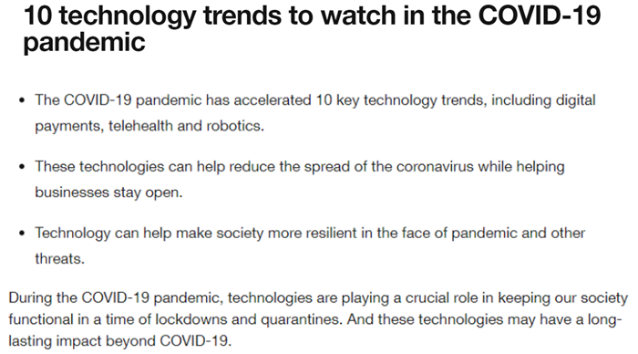 10 technology trends to watch in the COVID-19
pandemic
• The COVID-19 pandemic has accelerated 10 key technology trends, including digital
payments, telehealth and robotics.
• These technologies can help reduce the spread of the coronavirus while helping
businesses stay open.
• Technology can help make society more resilient in the face of pandemic and other
threats.
During the COVID-19 pandemic, technologies are playing a crucial role in keeping our society
functional in a time of lockdowns and quarantines. And these technologies may have a long-
lasting impact beyond COVID-19.